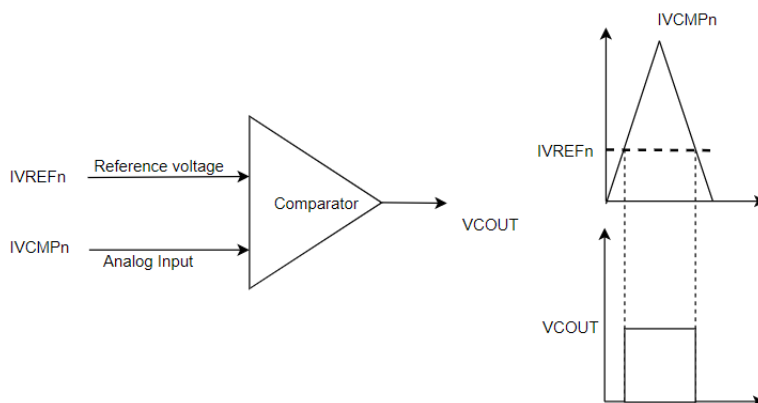 IVREFn
Reference voltage
IVCMPn
Analog Input
Comparator
VCOUT
IVCMPn
IVREFn
VCOUT